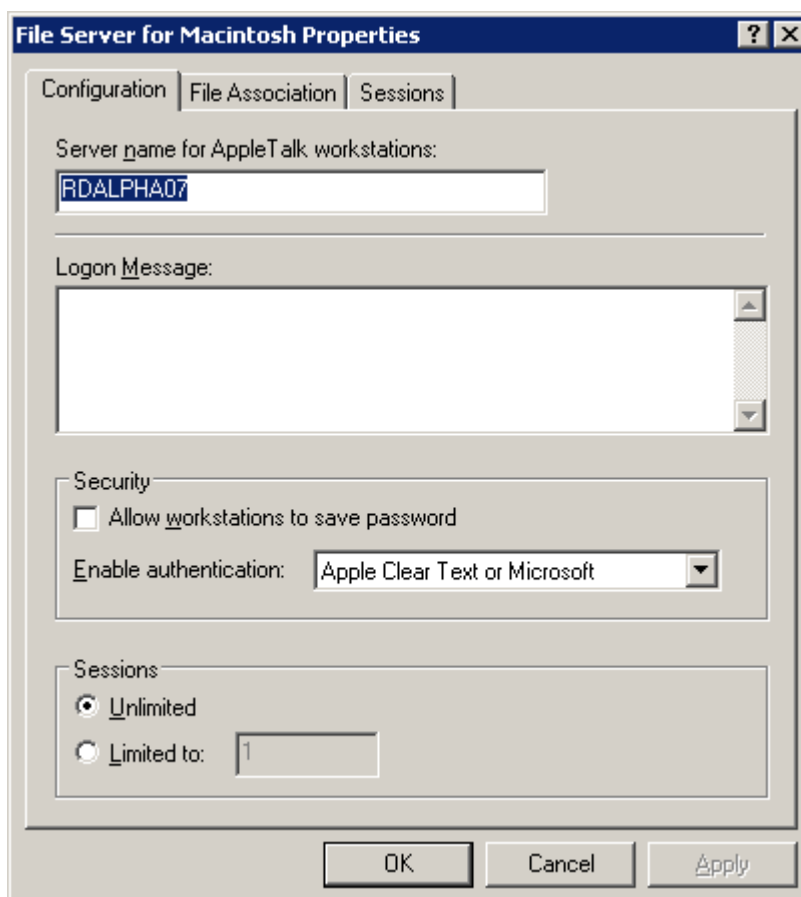 File Server for Macintosh Properties
Configuration File Association Sessions
Server name for AppleTalk workstations:
RDALPHA07
Logon Message:
Security
Allow workstations to save password
Enable authentication: Apple Clear Text or Microsoft
Sessions
Unlimited
Limited to: 1
OK Cancel Apply